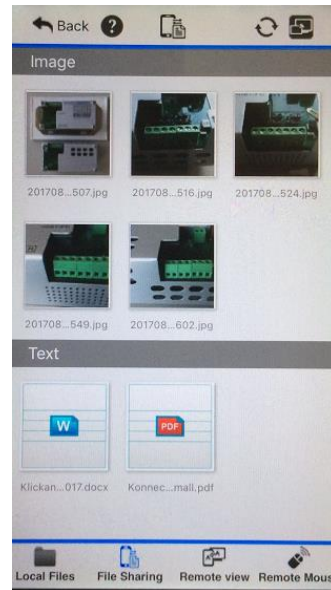 Back ?
Image
201708...507.jpg 201708...516.jpg 201708...524.jpg
201708...549.jpg 201708...602.jpg
Text
W PDF
Klickan...017.docx Konnec...mall.pdf
Local Files File Sharing Remote view Remote Mous